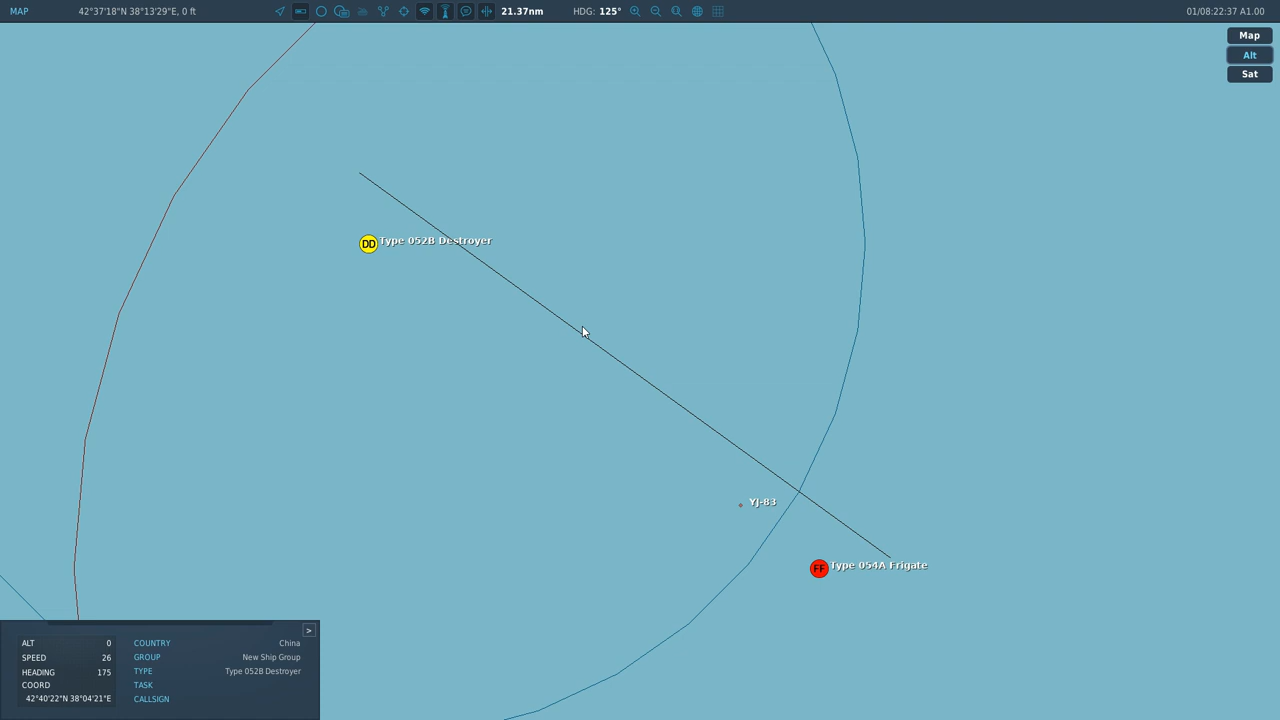 MAP 42°37'18"N 38°13'29"E, 0 ft 21.37nm HDG: 125° 01/08:22:37 A1.00
Map
Alt
Sat
DD Type 052B Destroyer
YJ-83
FF Type 054A Frigate
>
ALT 0 COUNTRY China
SPEED 26 GROUP New Ship Group
HEADING 175 TYPE Type 052B Destroyer
COORD TASK
42°40'22"N 38°04'21"E CALLSIGN